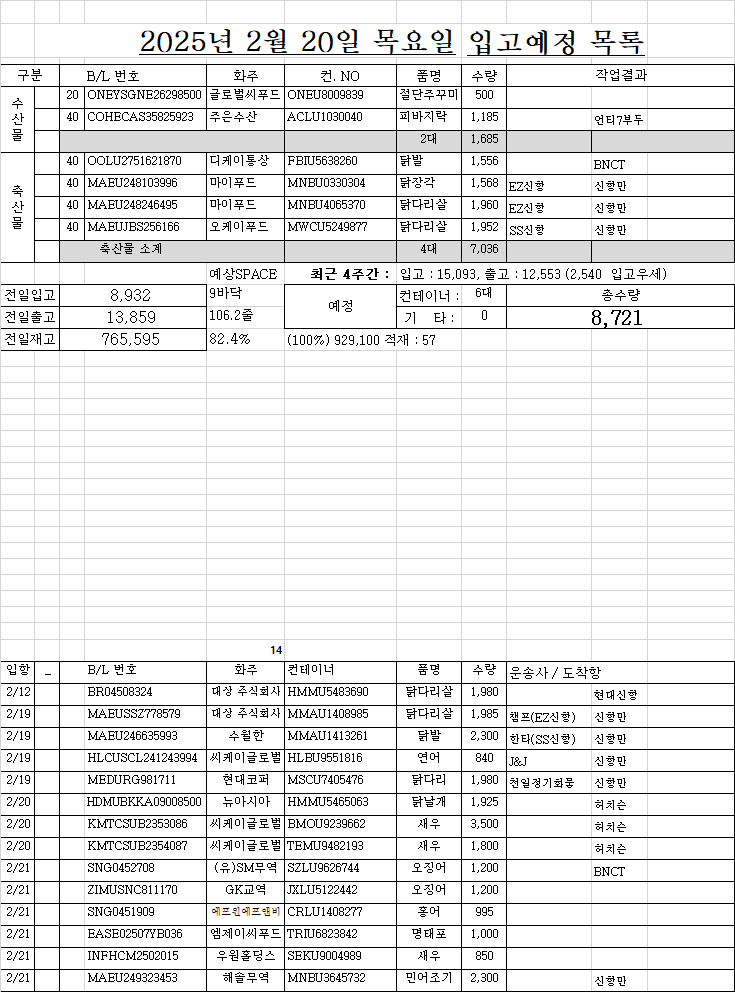 2025년 2월 20일 목요일 입고예정 목록
구분 B/L 번호 화주 컨. NO 품명 수량 작업결과
수산물
20 ONEYSGNE26298500 글로벌씨푸드 ONEU8009839 절단주꾸미 500
40 COHECAS35825923 주은수산 ACLU1030040 피바지락 1,185 인터7부두
2대 1,685
축산물
40 OOLU2751621870 디케이통상 FBIU5638260 닭발 1,556 BNCT
40 MAEU248103996 마이푸드 MNBU0330304 닭장각 1,568 EZ신항 신항만
40 MAEU248246495 마이푸드 MNBU4065370 닭다리살 1,960 EZ신항 신항만
40 MAEUJBS256166 오케이푸드 MWCU5249877 닭다리살 1,952 SS신항 신항만
축산물 소계 4대 7,036
예상SPACE 최근 4주간 : 입고 : 15,093, 출고 : 12,553 (2,540 입고우세)
전일입고 8,932 9바닥 예정 컨테이너 : 6대 총수량
전일출고 13,859 106.2줄 기 타 : 0 8,721
전일재고 765,595 82.4% (100%) 929,100 적재 : 57
14
입항 _ B/L 번호 화주 컨테이너 품명 수량 운송사 / 도착항
2/12 BR04508324 대상 주식회사 HMMU5483690 닭다리살 1,980 현대신항
2/19 MAEUSSZ778579 대상 주식회사 MMAU1408985 닭다리살 1,985 챔프(EZ신항) 신항만
2/19 MAEU246635993 수월한 MMAU1413261 닭발 2,300 한타(SS신항) 신항만
2/19 HLCUSCL241243994 씨케이글로벌 HLBU9551816 연어 840 J&J 신항만
2/19 MEDURG981711 현대코퍼 MSCU7405476 닭다리 1,980 천일정기화물 신항만
2/20 HDMUBKKA09008500 뉴아시아 HMMU5465063 닭날개 1,925 허치슨
2/20 KMTCSUB2353086 씨케이글로벌 BMOU9239662 새우 3,500 허치슨
2/20 KMTCSUB2354087 씨케이글로벌 TBMU9482193 새우 1,800 허치슨
2/21 SNG0452708 (유)SM무역 SZLU9626744 오징어 1,200 BNCT
2/21 ZIMUSNC811170 GK교역 JXLU5122442 오징어 1,200
2/21 SNG0451909 에프원에프앤비 CRLU1408277 홍어 995
2/21 EASE02507YB036 엠제이씨푸드 TRIU6823842 명태포 1,000
2/21 INFHCM2502015 우원홀딩스 SEKU9004989 새우 850
2/21 MAEU249323453 해솔무역 MNBU3645732 민어조기 2,300 신항만